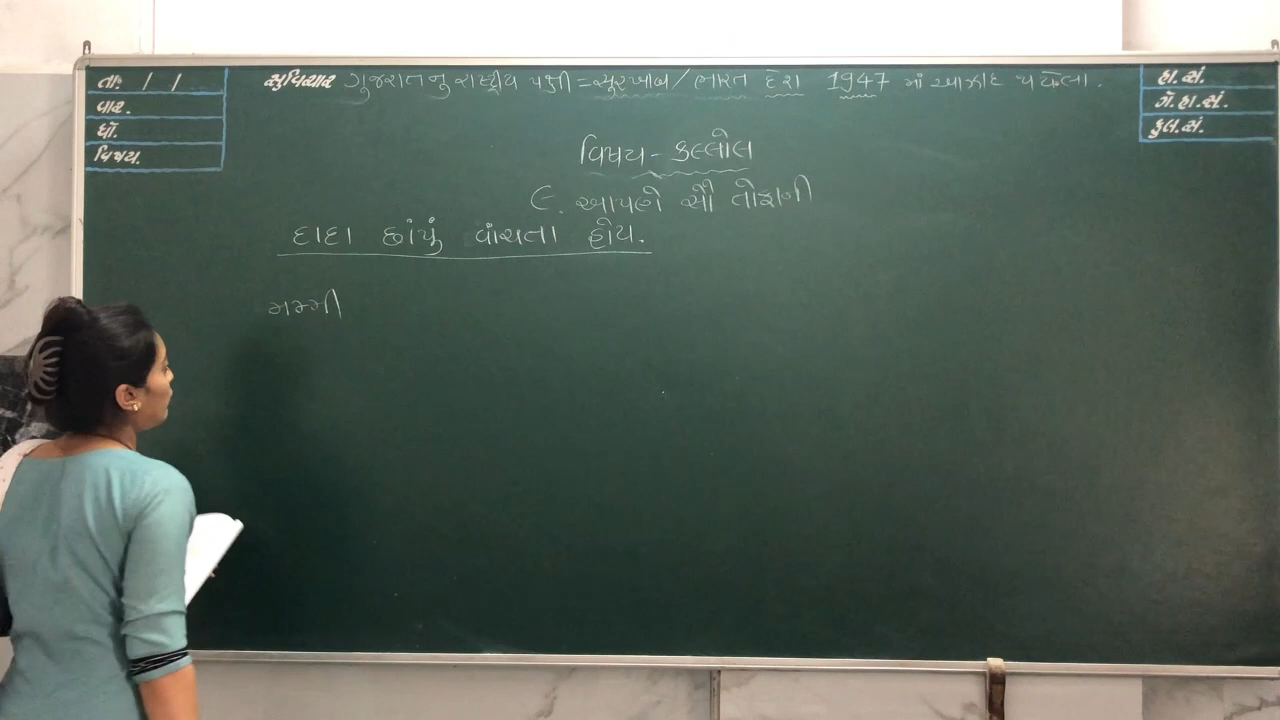 તાઃ / /
વાર.
ધો.
વિષય.
સુવિચાર ગુજરાતનુ રાષ્ટ્રીય પક્ષી = સુરખાબ / ભારત દેશ 1947 માં આઝાદ થયેલા.
હા.સં.
ગે.હા.સં.
કુલ.સં.
વિષય - કલ્લોલ
૯. આપણે સૌ તોફાની
દાદા છાંપું વાંચતા હોય.
મમ્મી